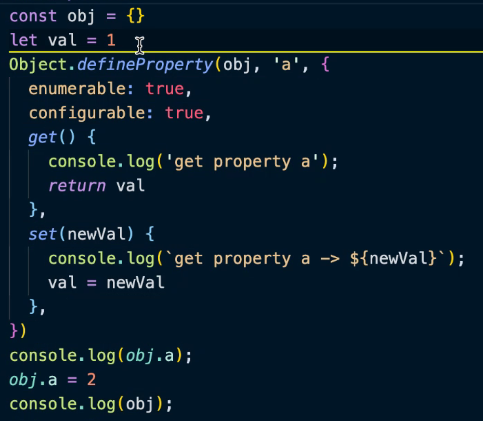 const obj = {}
let val = 1
Object.defineProperty(obj, 'a', {
  enumerable: true,
  configurable: true,
  get() {
    console.log('get property a');
    return val
  },
  set(newVal) {
    console.log(`get property a -> ${newVal}`);
    val = newVal
  },
})
console.log(obj.a);
obj.a = 2
console.log(obj);